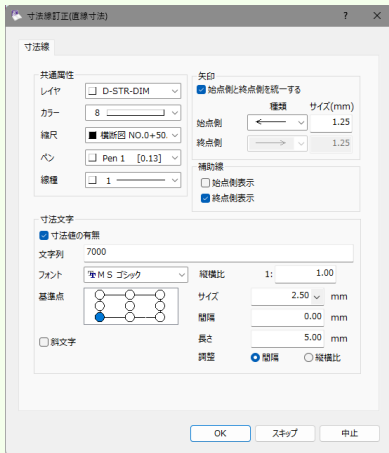 寸法線訂正(直線寸法)
?
寸法線
共通属性
レイヤ D-STR-DIM
カラー 8
縮尺 横断図 NO.0+50.
ペン Pen 1 [0.13]
線種 1
矢印
始点側と終点側を統一する
種類 サイズ(mm)
始点側 1.25
終点側 1.25
補助線
始点側表示
終点側表示
寸法文字
寸法値の有無
文字列 7000
フォント MS ゴシック
縦横比 1: 1.00
基準点
サイズ 2.50 mm
間隔 0.00 mm
斜文字
長さ 5.00 mm
調整 間隔 縦横比
OK スキップ 中止